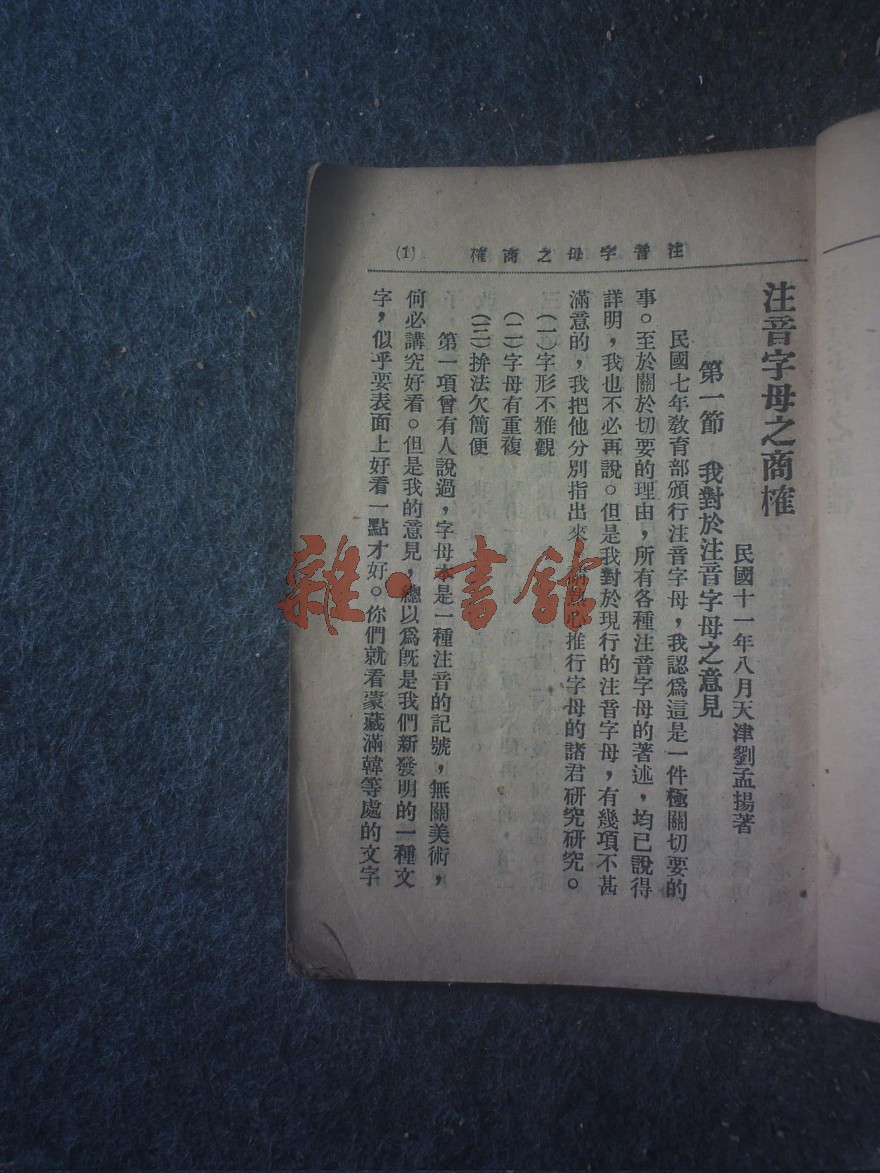 注音字母之商榷 (1)
注音字母之商榷
民國十一年八月天津劉孟揚著
第一節　我對於注音字母之意見
民國七年敎育部頒行注音字母，我認爲這是一件極關切要的
事。至於關於切要的理由，所有各種注音字母的著述，均已說得
詳明，我也不必再說。但是我對於現行的注音字母，有幾項不甚
滿意的，我把他分別指出來，請熱心推行字母的諸君研究研究。
(一)字形不雅觀
(二)字母有重複
(三)拚法欠簡便
第一項曾有人說過，字母本是一種注音的記號，無關美術，
何必講究好看。但是我的意見，總以爲旣是我們新發明的一種文
字，似乎要表面上好看一點才好。你們就看蒙藏滿韓等處的文字
雜·書館